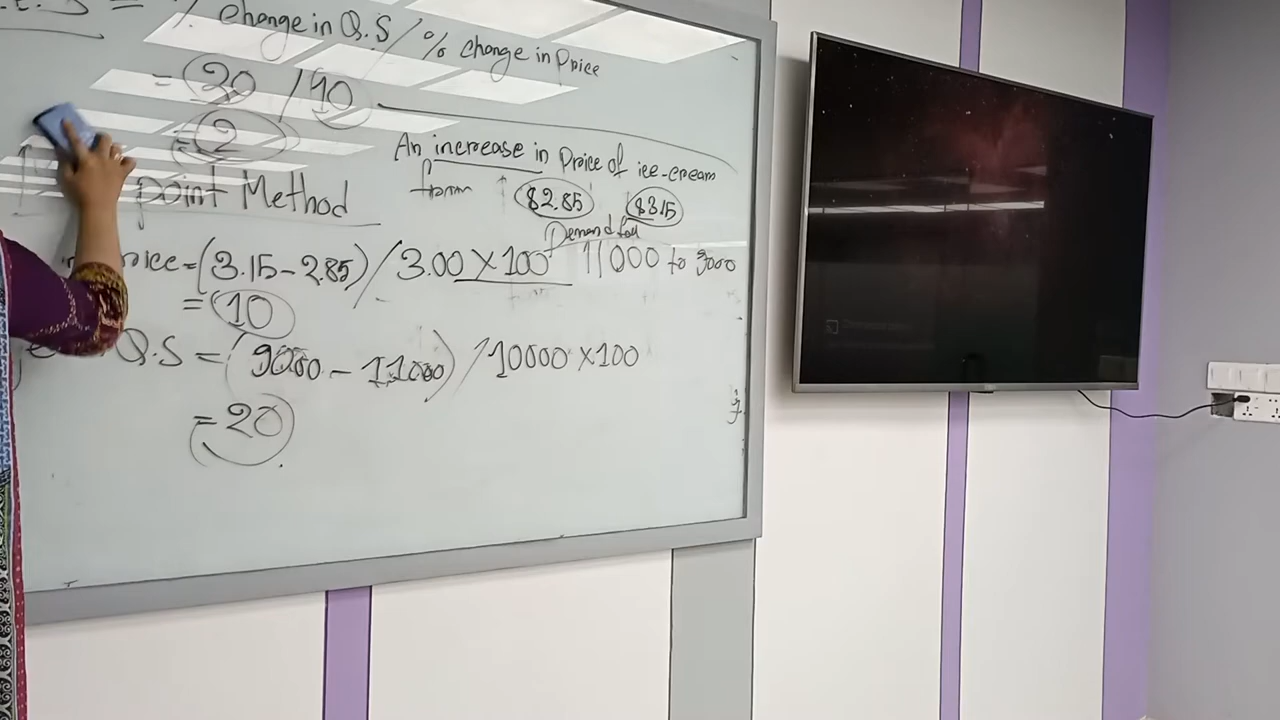 S = % change in Q.S / % change in Price
= 20 / 10
= 2
An increase in Price of ice-cream
form $2.85 $3.15
point Method
Demand fall
11000 to 9000
rice = (3.15 - 2.85) / 3.00 × 100
= 10
Q.S = (9000 - 11000) / 10000 × 100
= 20